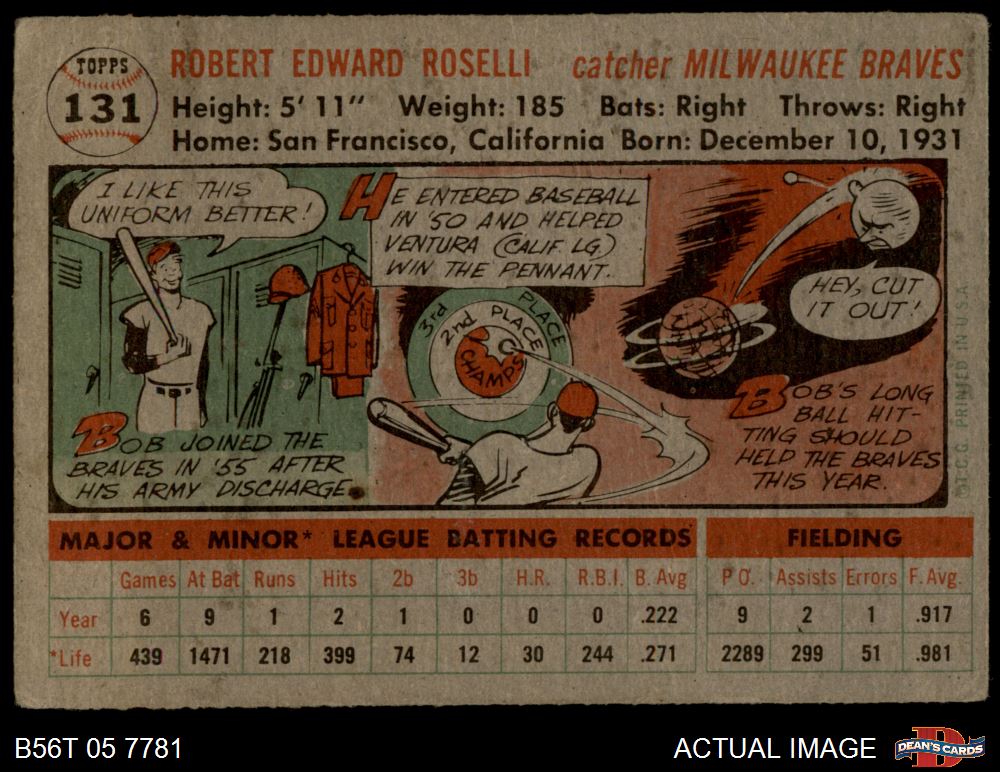 TOPPS
131
ROBERT EDWARD ROSELLI catcher MILWAUKEE BRAVES
Height: 5' 11" Weight: 185 Bats: Right Throws: Right
Home: San Francisco, California Born: December 10, 1931
I LIKE THIS
UNIFORM BETTER!
BOB JOINED THE
BRAVES IN '55 AFTER
HIS ARMY DISCHARGE.
HE ENTERED BASEBALL
IN '50 AND HELPED
VENTURA (CALIF. LG)
WIN THE PENNANT.
3rd PLACE
2nd PLACE
CHAMPS
HEY, CUT
IT OUT!
BOB'S LONG
BALL HIT-
TING SHOULD
HELP THE BRAVES
THIS YEAR.
©T.C.G. PRINTED IN U.S.A.
MAJOR & MINOR* LEAGUE BATTING RECORDS FIELDING
Games At Bat Runs Hits 2b 3b H.R. R.B.I. B. Avg P O. Assists Errors F. Avg.
Year 6 9 1 2 1 0 0 0 .222 9 2 1 .917
*Life 439 1471 218 399 74 12 30 244 .271 2289 299 51 .981
B56T 05 7781 ACTUAL IMAGE DEAN'S CARDS